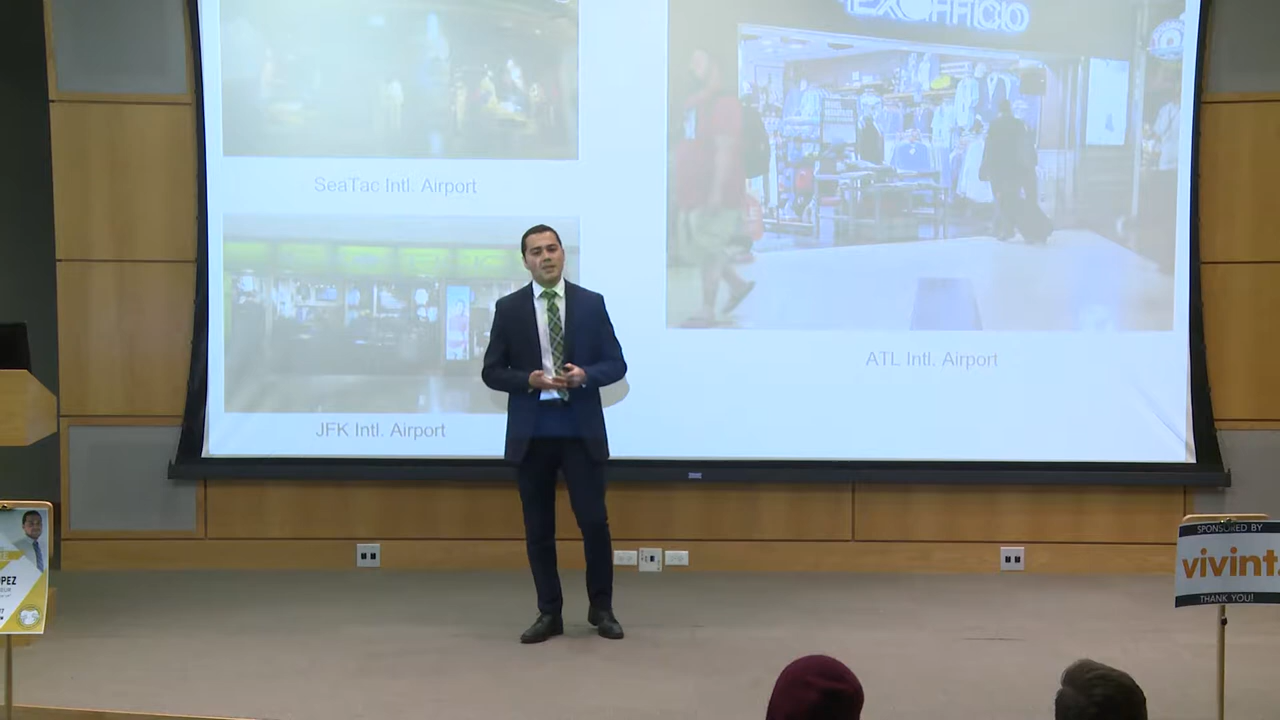 EXOFFICIO
SeaTac Intl. Airport
ATL Intl. Airport
JFK Intl. Airport
SPONSORED BY
vivint.
THANK YOU!
PEZ